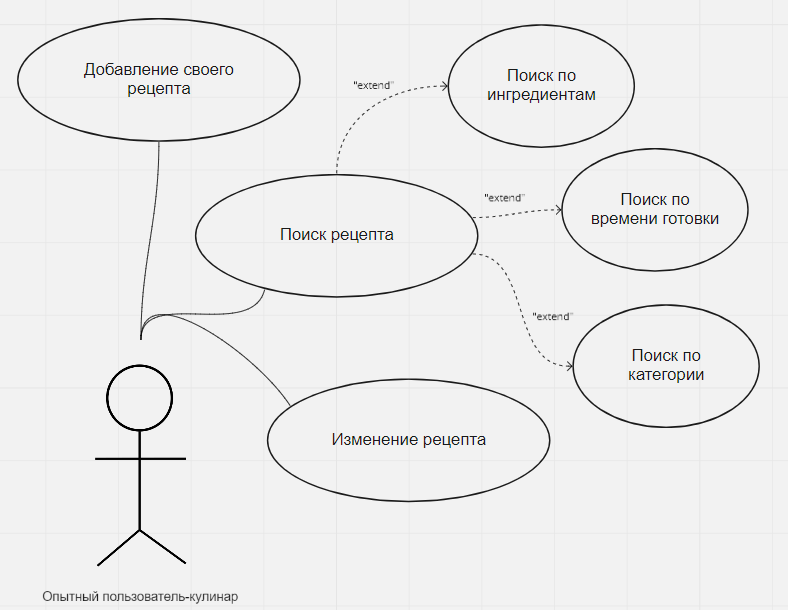 Добавление своего
рецепта
"extend"
Поиск по
ингредиентам
"extend"
Поиск по
времени готовки
Поиск рецепта
"extend"
Поиск по
категории
Изменение рецепта
Опытный пользователь-кулинар